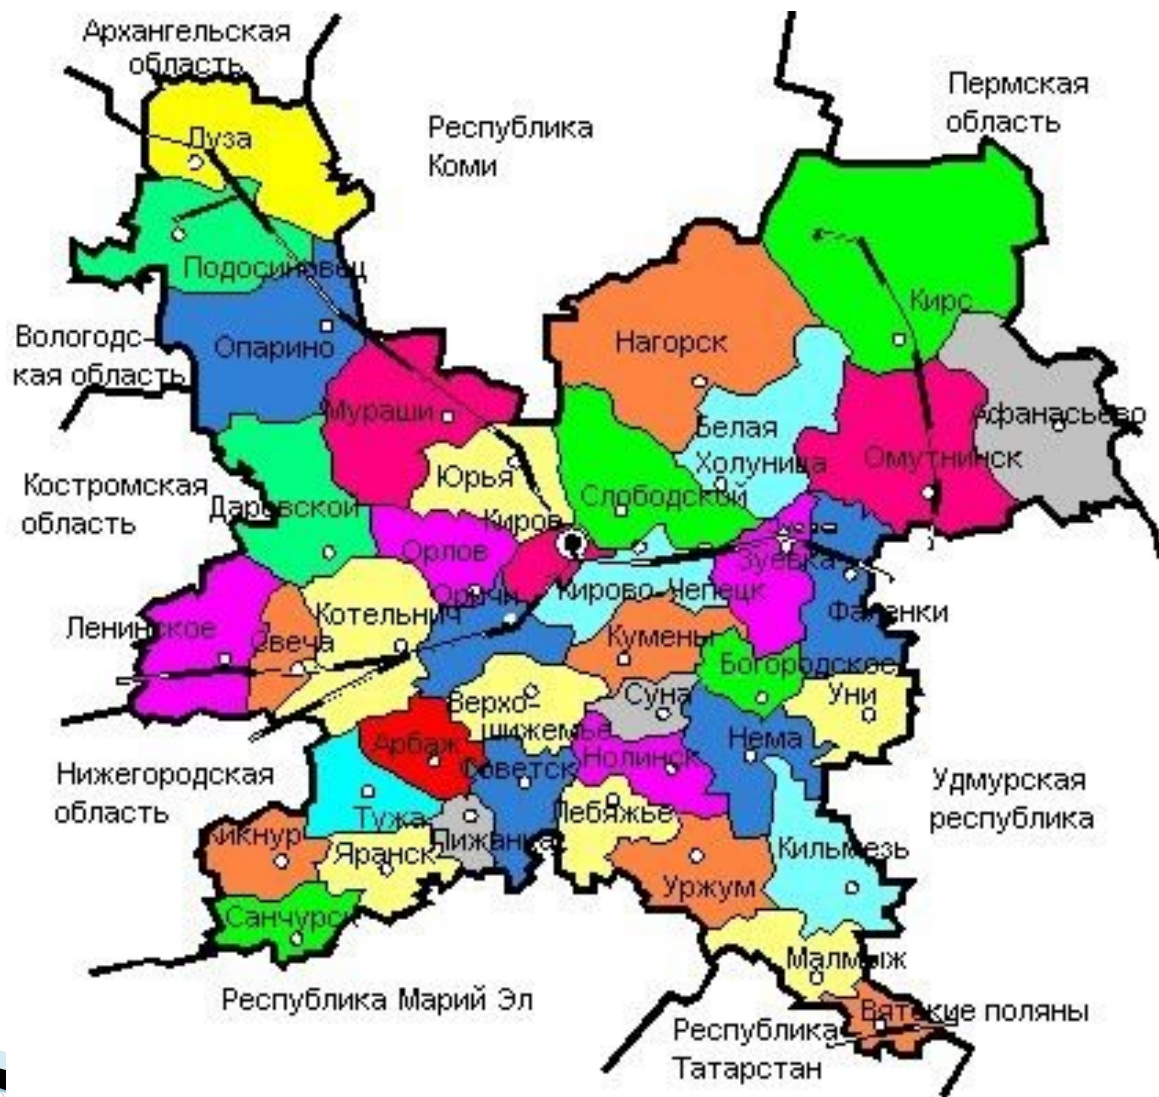 Архангельская
область
Пермская
область
Республика
Коми
Луза
Подосиновец
Кирс
Вологодс-
кая область
Опарино
Нагорск
Мураши
Афанасьево
Белая
Холуница
Омутнинск
Костромская
область
Юрья
Слободской
Даровской
Киров
Орлов
Зуевка
Кирово-Чепецк
Оричи
Котельнич
Фаленки
Ленинское
Свеча
Кумены
Богородское
Суна
Уни
Верхо-
шижемье
Арбаж
Нолинск
Нема
Советск
Нижегородская
область
Удмурская
республика
Тужа
Лебяжье
Кикнур
Пижанка
Яранск
Кильмезь
Уржум
Санчурск
Малмыж
Республика Марий Эл
Вятские поляны
Республика
Татарстан